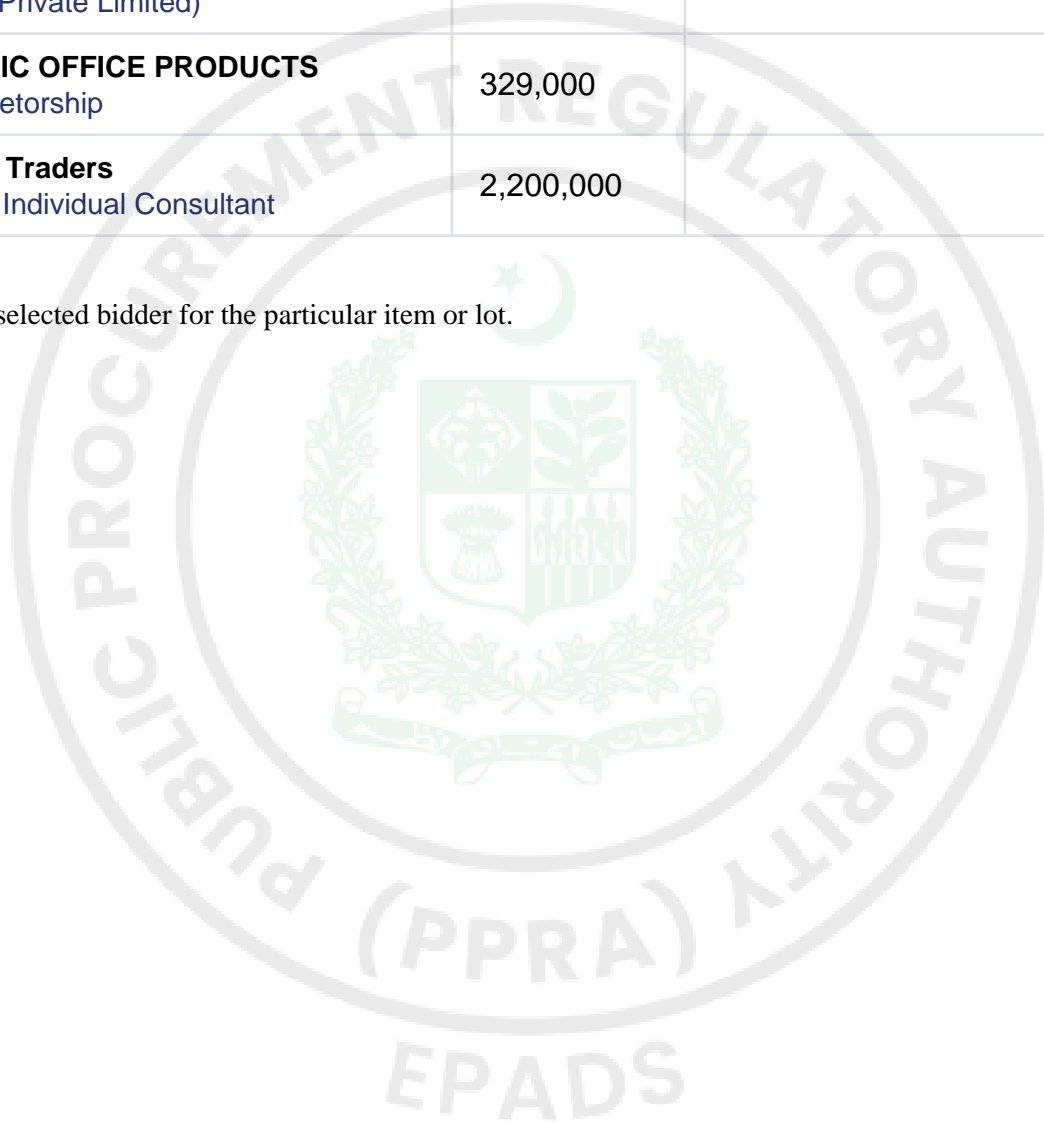 Private Limited)
IC OFFICE PRODUCTS
etorship
329,000
Traders
Individual Consultant
2,200,000
selected bidder for the particular item or lot.
PUBLIC PROCUREMENT REGULATORY AUTHORITY
(PPRA)
EPADS